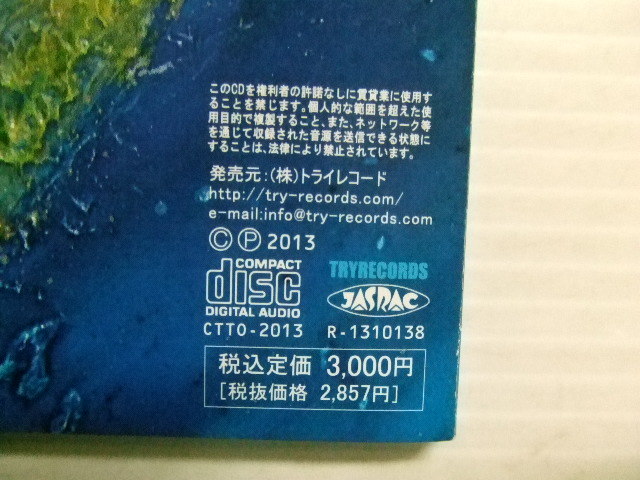 このCDを権利者の許諾なしに賃貸業に使用す
ることを禁じます。個人的な範囲を超えた使
用目的で複製すること、また、ネットワーク等
を通じて収録された音源を送信できる状態に
することは、法律により禁止されています。
発売元:(株)トライレコード
http://try-records.com/
e-mail:info@try-records.com
©Ⓟ2013
COMPACT
disc
DIGITAL AUDIO
TRYRECORDS
JASRAC
CTTO-2013 R-1310138
税込定価 3,000円
[税抜価格 2,857円]